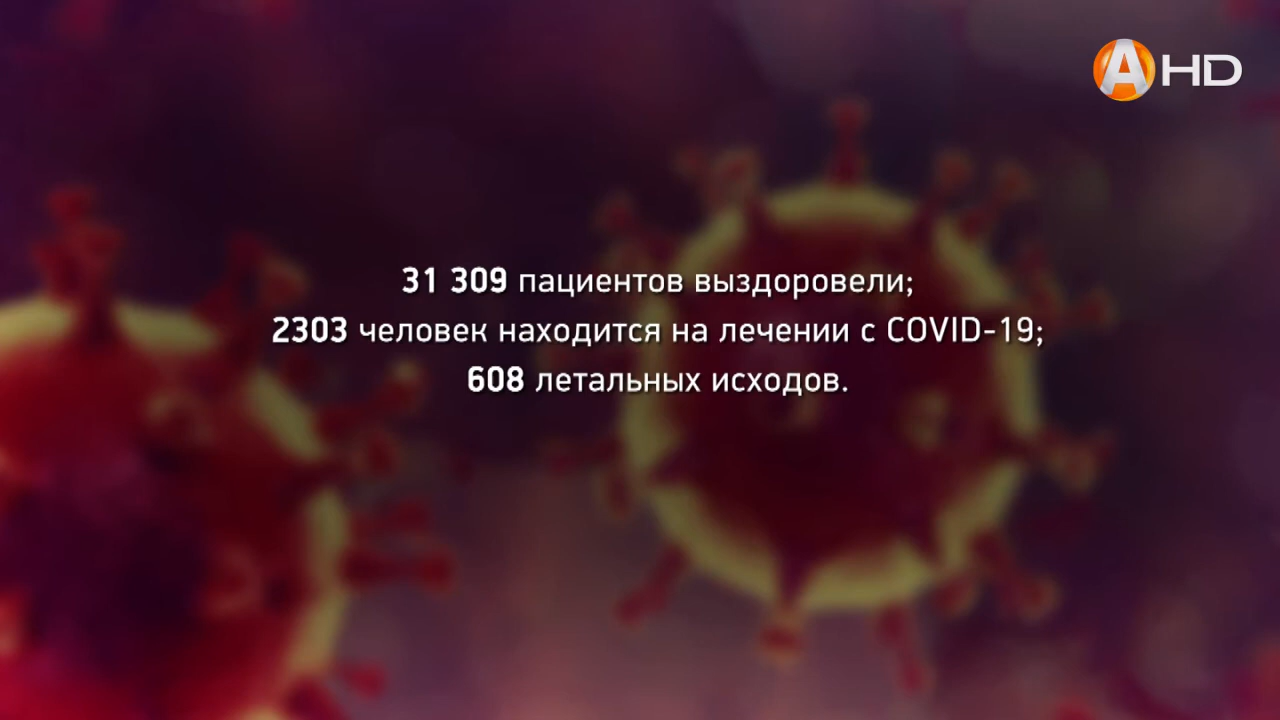 А HD
31 309 пациентов выздоровели;
2303 человек находится на лечении с COVID-19;
608 летальных исходов.